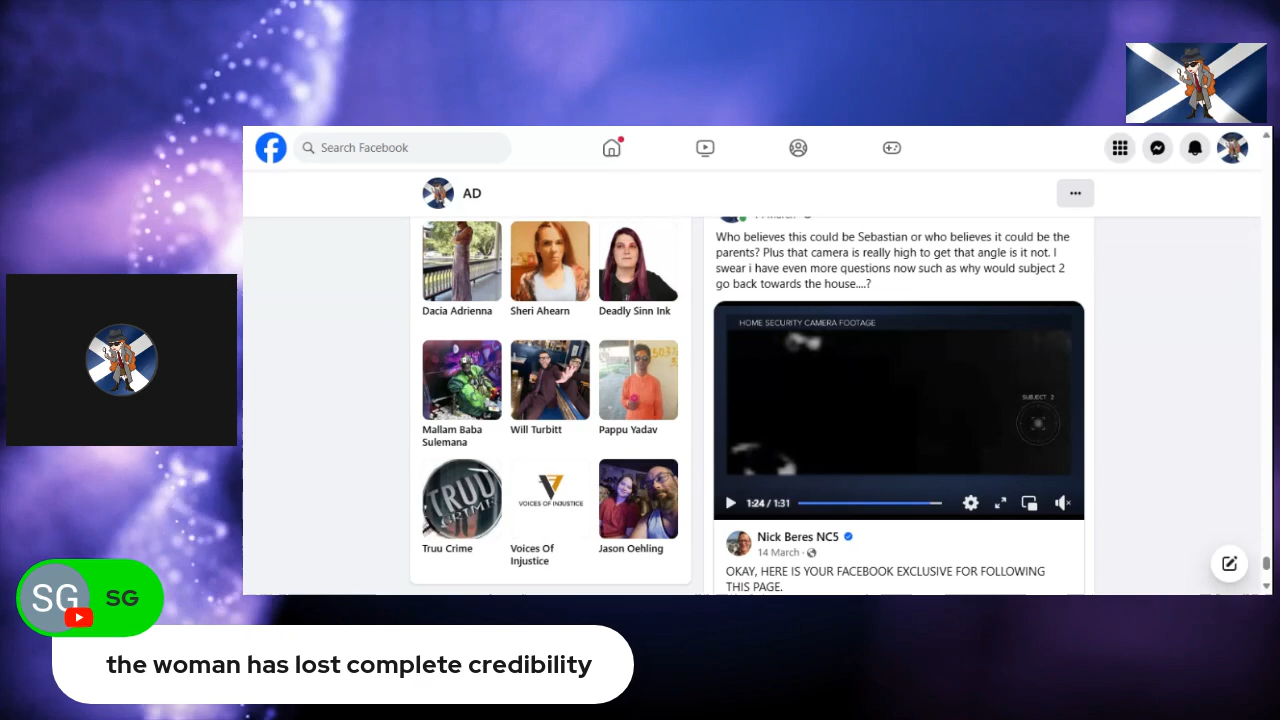 Search Facebook
AD
Dacia Adrienna
Sheri Ahearn
Deadly Sinn Ink
Mallam Baba
Sulemana
Will Turbitt
Pappu Yadav
TRUU
CRIME
VOICES OF INJUSTICE
Truu Crime
Voices Of
Injustice
Jason Oehling
Who believes this could be Sebastian or who believes it could be the
parents? Plus that camera is really high to get that angle is it not. I
swear i have even more questions now such as why would subject 2
go back towards the house....?
HOME SECURITY CAMERA FOOTAGE
SUBJECT 2
1:24 / 1:31
Nick Beres NC5
14 March ·
OKAY, HERE IS YOUR FACEBOOK EXCLUSIVE FOR FOLLOWING
THIS PAGE.
SG
SG
the woman has lost complete credibility